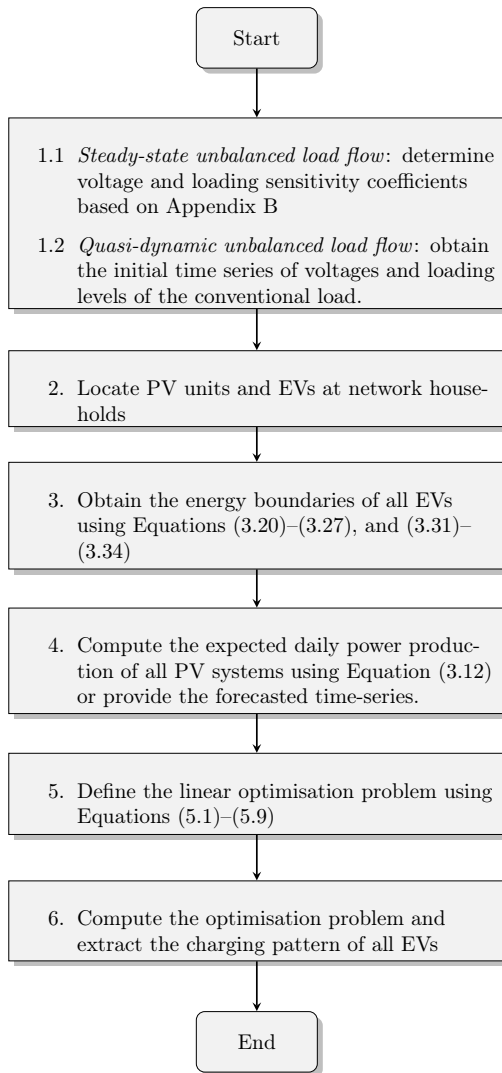 Start
1.1 Steady-state unbalanced load flow: determine
voltage and loading sensitivity coefficients
based on Appendix B
1.2 Quasi-dynamic unbalanced load flow: obtain
the initial time series of voltages and loading
levels of the conventional load.
2. Locate PV units and EVs at network house-
holds
3. Obtain the energy boundaries of all EVs
using Equations (3.20)–(3.27), and (3.31)–
(3.34)
4. Compute the expected daily power produc-
tion of all PV systems using Equation (3.12)
or provide the forecasted time-series.
5. Define the linear optimisation problem using
Equations (5.1)–(5.9)
6. Compute the optimisation problem and
extract the charging pattern of all EVs
End